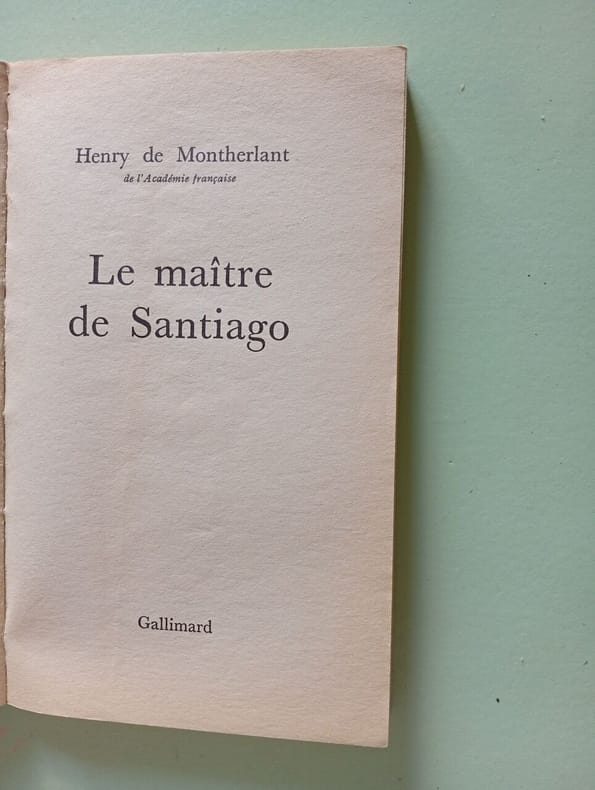 Henry de Montherlant
de l'Académie française
Le maître
de Santiago
Gallimard